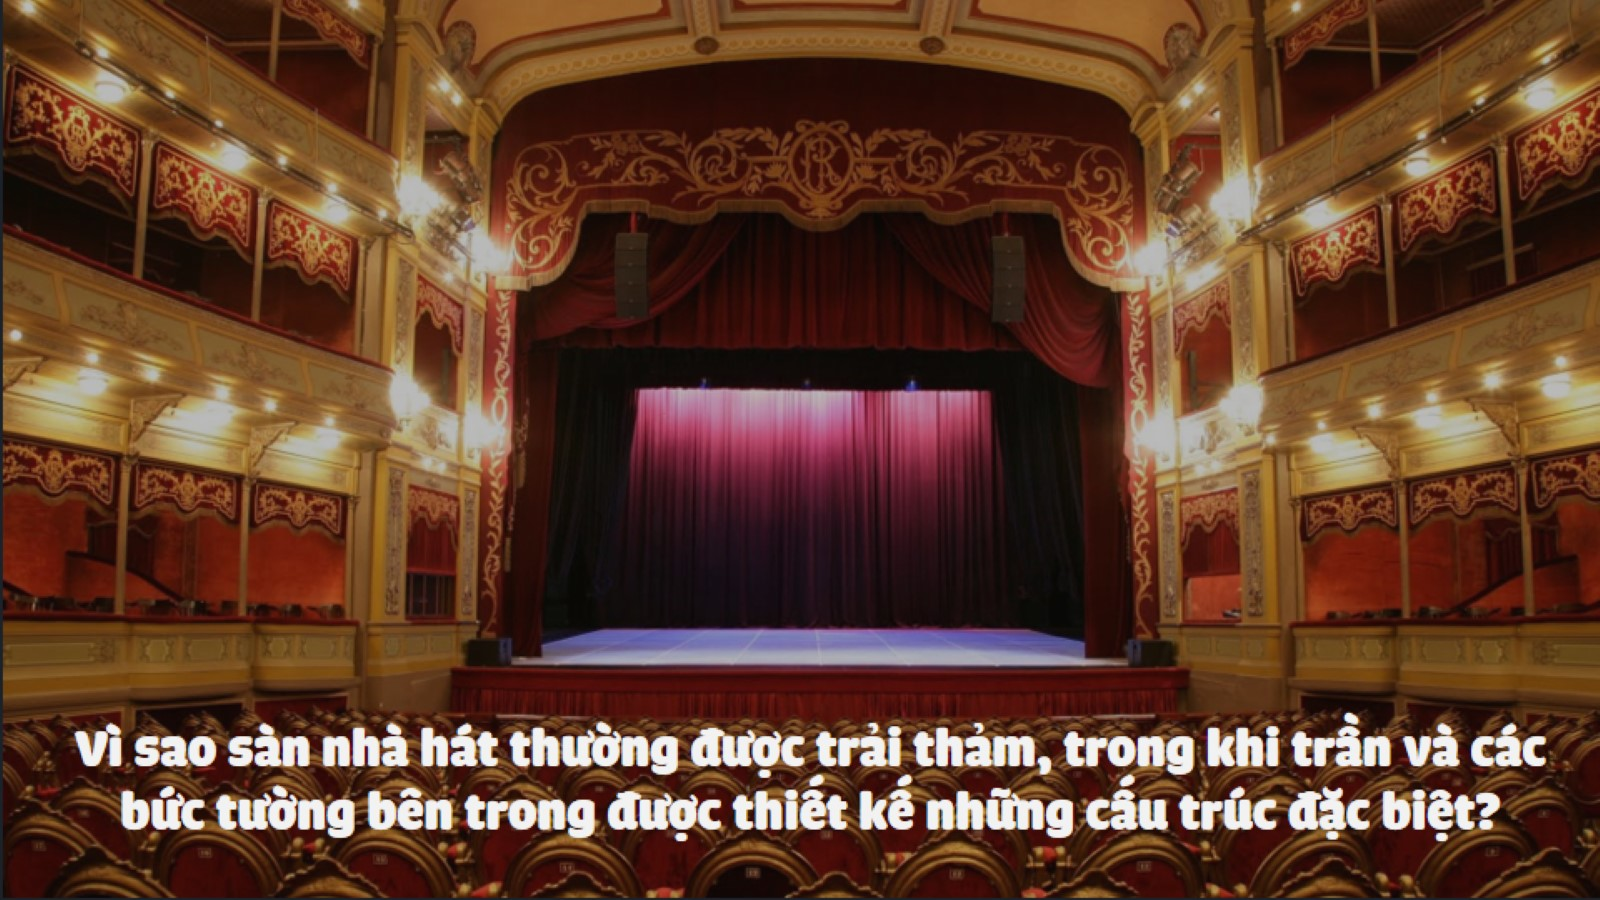 Vì sao sàn nhà hát thường được trải thảm, trong khi trần và các
bức tường bên trong được thiết kế những cấu trúc đặc biệt?